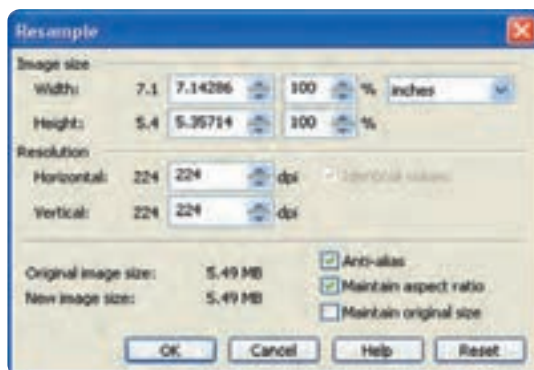 Resample
Image size
Width: 7.1 7.14286 100 % inches
Height: 5.4 5.35714 100 %
Resolution
Horizontal: 224 224 dpi Identical values
Vertical: 224 224 dpi
Original image size: 5.49 MB
New image size: 5.49 MB
Anti-alias
Maintain aspect ratio
Maintain original size
OK Cancel Help Reset